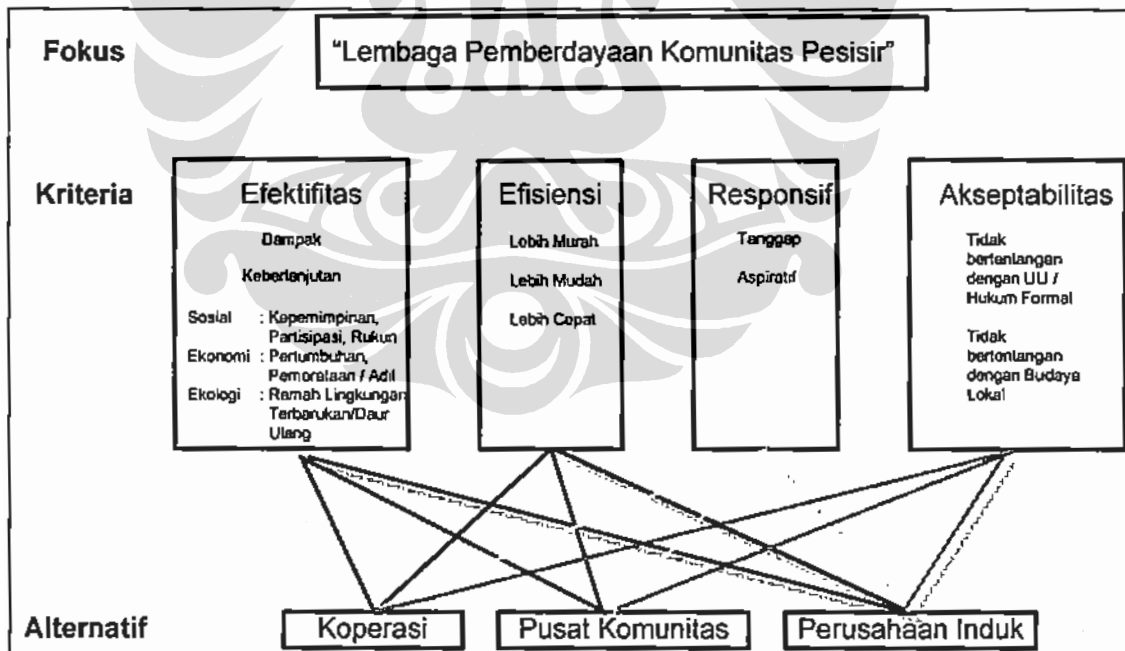 Fokus
“Lembaga Pemberdayaan Komunitas Pesisir”
Kriteria
Efektifitas
Dampak
Keberlanjutan
Sosial : Kepemimpinan,
Partisipasi, Rukun
Ekonomi : Pertumbuhan,
Pemerataan / Adil
Ekologi : Ramah Lingkungan
Terbarukan/Daur
Ulang
Efisiensi
Lebih Murah
Lebih Mudah
Lebih Cepat
Responsif
Tanggap
Aspiratif
Akseptabilitas
Tidak
bertentangan
dengan UU /
Hukum Formal
Tidak
bertentangan
dengan Budaya
Lokal
Alternatif
Koperasi
Pusat Komunitas
Perusahaan Induk